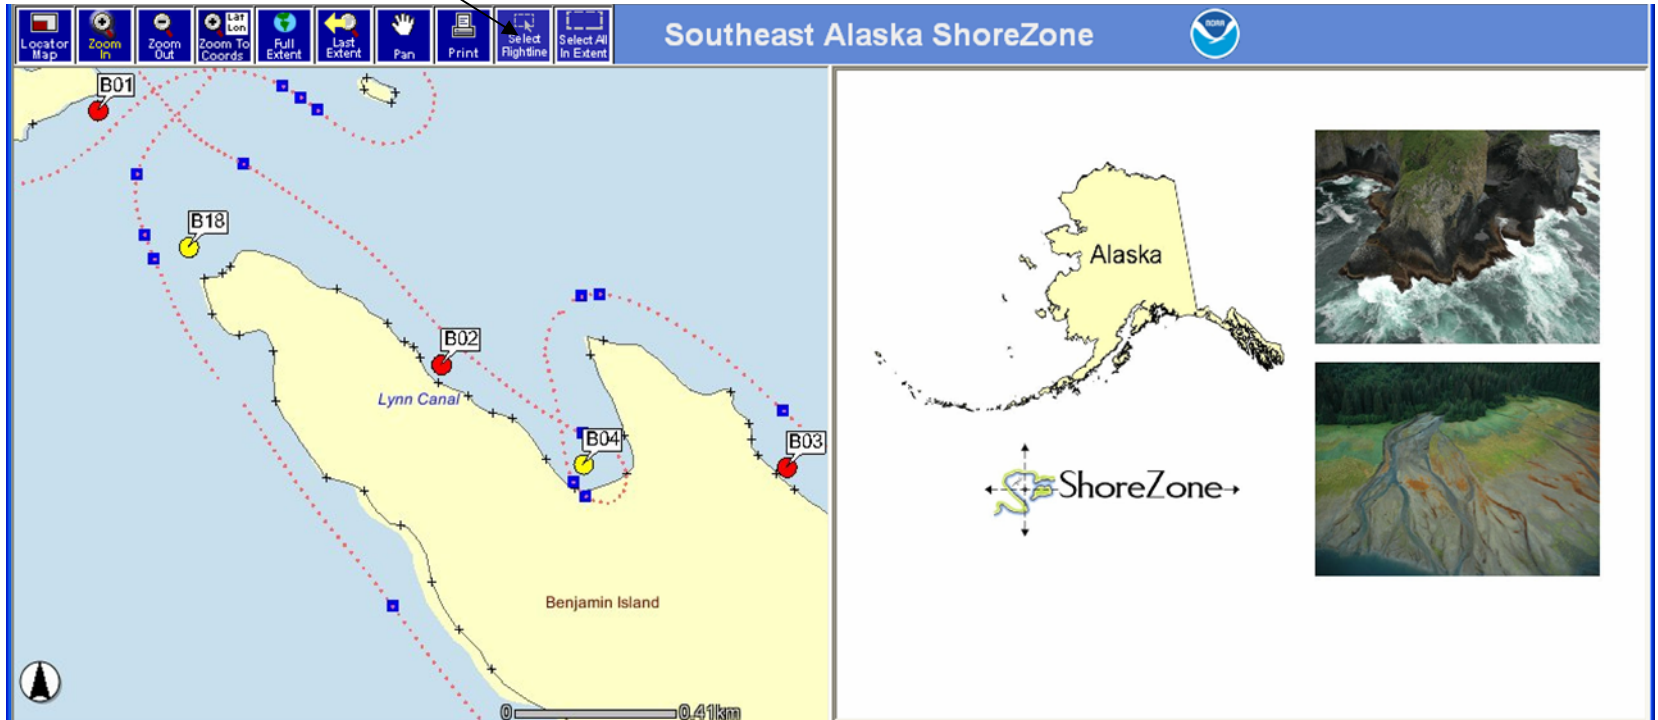 Locator
Map
Zoom
In
Zoom
Out
Lat
Lon
Zoom To
Coords
Full
Extent
Last
Extent
Pan
Print
Select
Flightline
Select All
In Extent
Southeast Alaska ShoreZone
NOAA
B01
B18
B02
Lynn Canal
B04
B03
Benjamin Island
0
0.41km
Alaska
ShoreZone